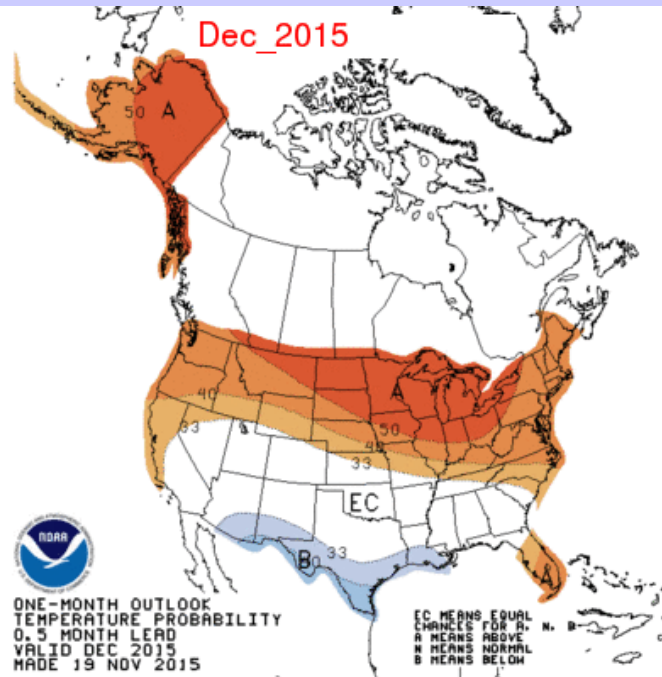 Dec_2015
50
A
40
33
A
50
40
33
EC
B
33
A
NOAA
ONE-MONTH OUTLOOK
TEMPERATURE PROBABILITY
0.5 MONTH LEAD
VALID DEC 2015
MADE 19 NOV 2015
EC MEANS EQUAL
CHANCES FOR A, N, B
A MEANS ABOVE
N MEANS NORMAL
B MEANS BELOW